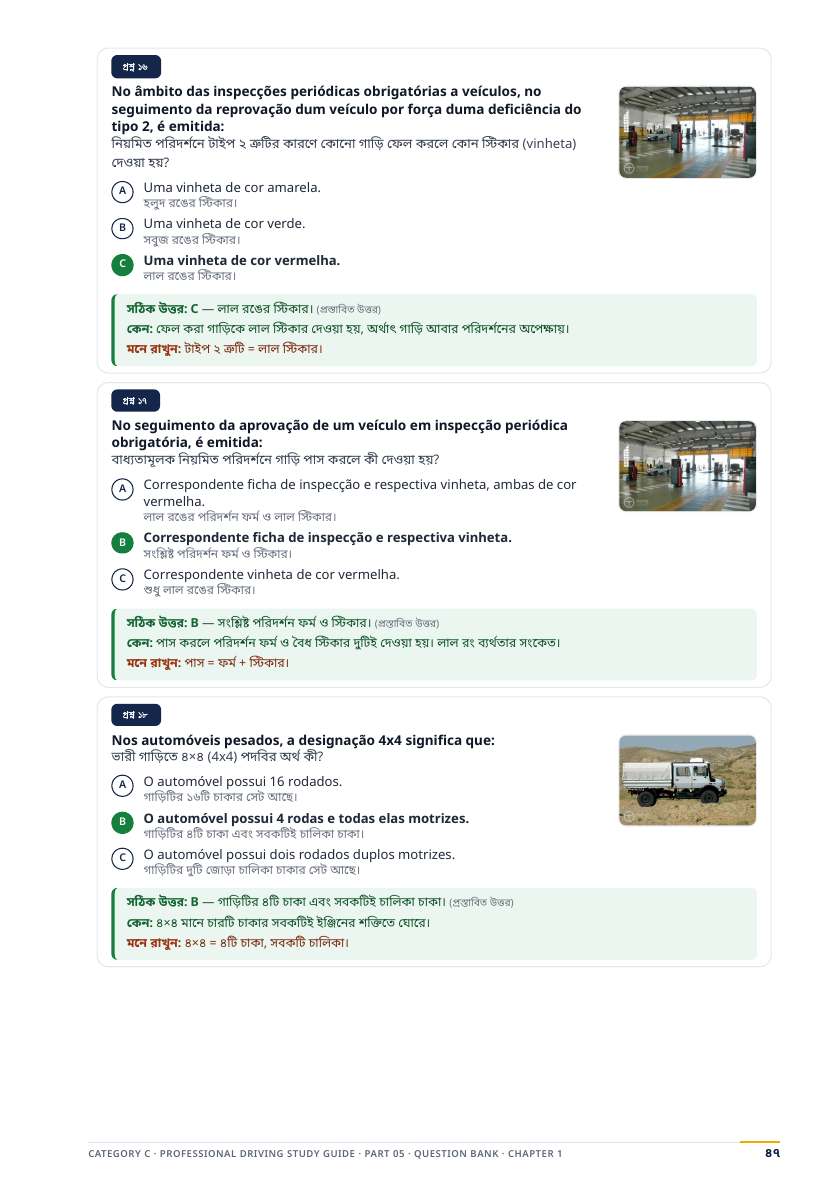 প্রশ্ন ১৬
No âmbito das inspecções periódicas obrigatórias a veículos, no
seguimento da reprovação dum veículo por força duma deficiência do
tipo 2, é emitida:
নিয়মিত পরিদর্শনে টাইপ ২ ত্রুটির কারণে কোনো গাড়ি ফেল করলে কোন স্টিকার (vinheta)
দেওয়া হয়?
A Uma vinheta de cor amarela.
হলুদ রঙের স্টিকার।
B Uma vinheta de cor verde.
সবুজ রঙের স্টিকার।
C Uma vinheta de cor vermelha.
লাল রঙের স্টিকার।
সঠিক উত্তর: C — লাল রঙের স্টিকার। (প্রস্তাবিত উত্তর)
কেন: ফেল করা গাড়িকে লাল স্টিকার দেওয়া হয়, অর্থাৎ গাড়ি আবার পরিদর্শনের অপেক্ষায়।
মনে রাখুন: টাইপ ২ ত্রুটি = লাল স্টিকার।
প্রশ্ন ১৭
No seguimento da aprovação de um veículo em inspecção periódica
obrigatória, é emitida:
বাধ্যতামূলক নিয়মিত পরিদর্শনে গাড়ি পাস করলে কী দেওয়া হয়?
A Correspondente ficha de inspecção e respectiva vinheta, ambas de cor
vermelha.
লাল রঙের পরিদর্শন ফর্ম ও লাল স্টিকার।
B Correspondente ficha de inspecção e respectiva vinheta.
সংশ্লিষ্ট পরিদর্শন ফর্ম ও স্টিকার।
C Correspondente vinheta de cor vermelha.
শুধু লাল রঙের স্টিকার।
সঠিক উত্তর: B — সংশ্লিষ্ট পরিদর্শন ফর্ম ও স্টিকার। (প্রস্তাবিত উত্তর)
কেন: পাস করলে পরিদর্শন ফর্ম ও বৈধ স্টিকার দুটিই দেওয়া হয়। লাল রং ব্যর্থতার সংকেত।
মনে রাখুন: পাস = ফর্ম + স্টিকার।
প্রশ্ন ১৮
Nos automóveis pesados, a designação 4x4 significa que:
ভারী গাড়িতে ৪×৪ (4x4) পদবির অর্থ কী?
A O automóvel possui 16 rodados.
গাড়িটির ১৬টি চাকার সেট আছে।
B O automóvel possui 4 rodas e todas elas motrizes.
গাড়িটির ৪টি চাকা এবং সবকটিই চালিকা চাকা।
C O automóvel possui dois rodados duplos motrizes.
গাড়িটির দুটি জোড়া চালিকা চাকার সেট আছে।
সঠিক উত্তর: B — গাড়িটির ৪টি চাকা এবং সবকটিই চালিকা চাকা। (প্রস্তাবিত উত্তর)
কেন: ৪×৪ মানে চারটি চাকার সবকটিই ইঞ্জিনের শক্তিতে ঘোরে।
মনে রাখুন: ৪×৪ = ৪টি চাকা, সবকটি চালিকা।
CATEGORY C · PROFESSIONAL DRIVING STUDY GUIDE · PART 05 · QUESTION BANK · CHAPTER 1
৪৭